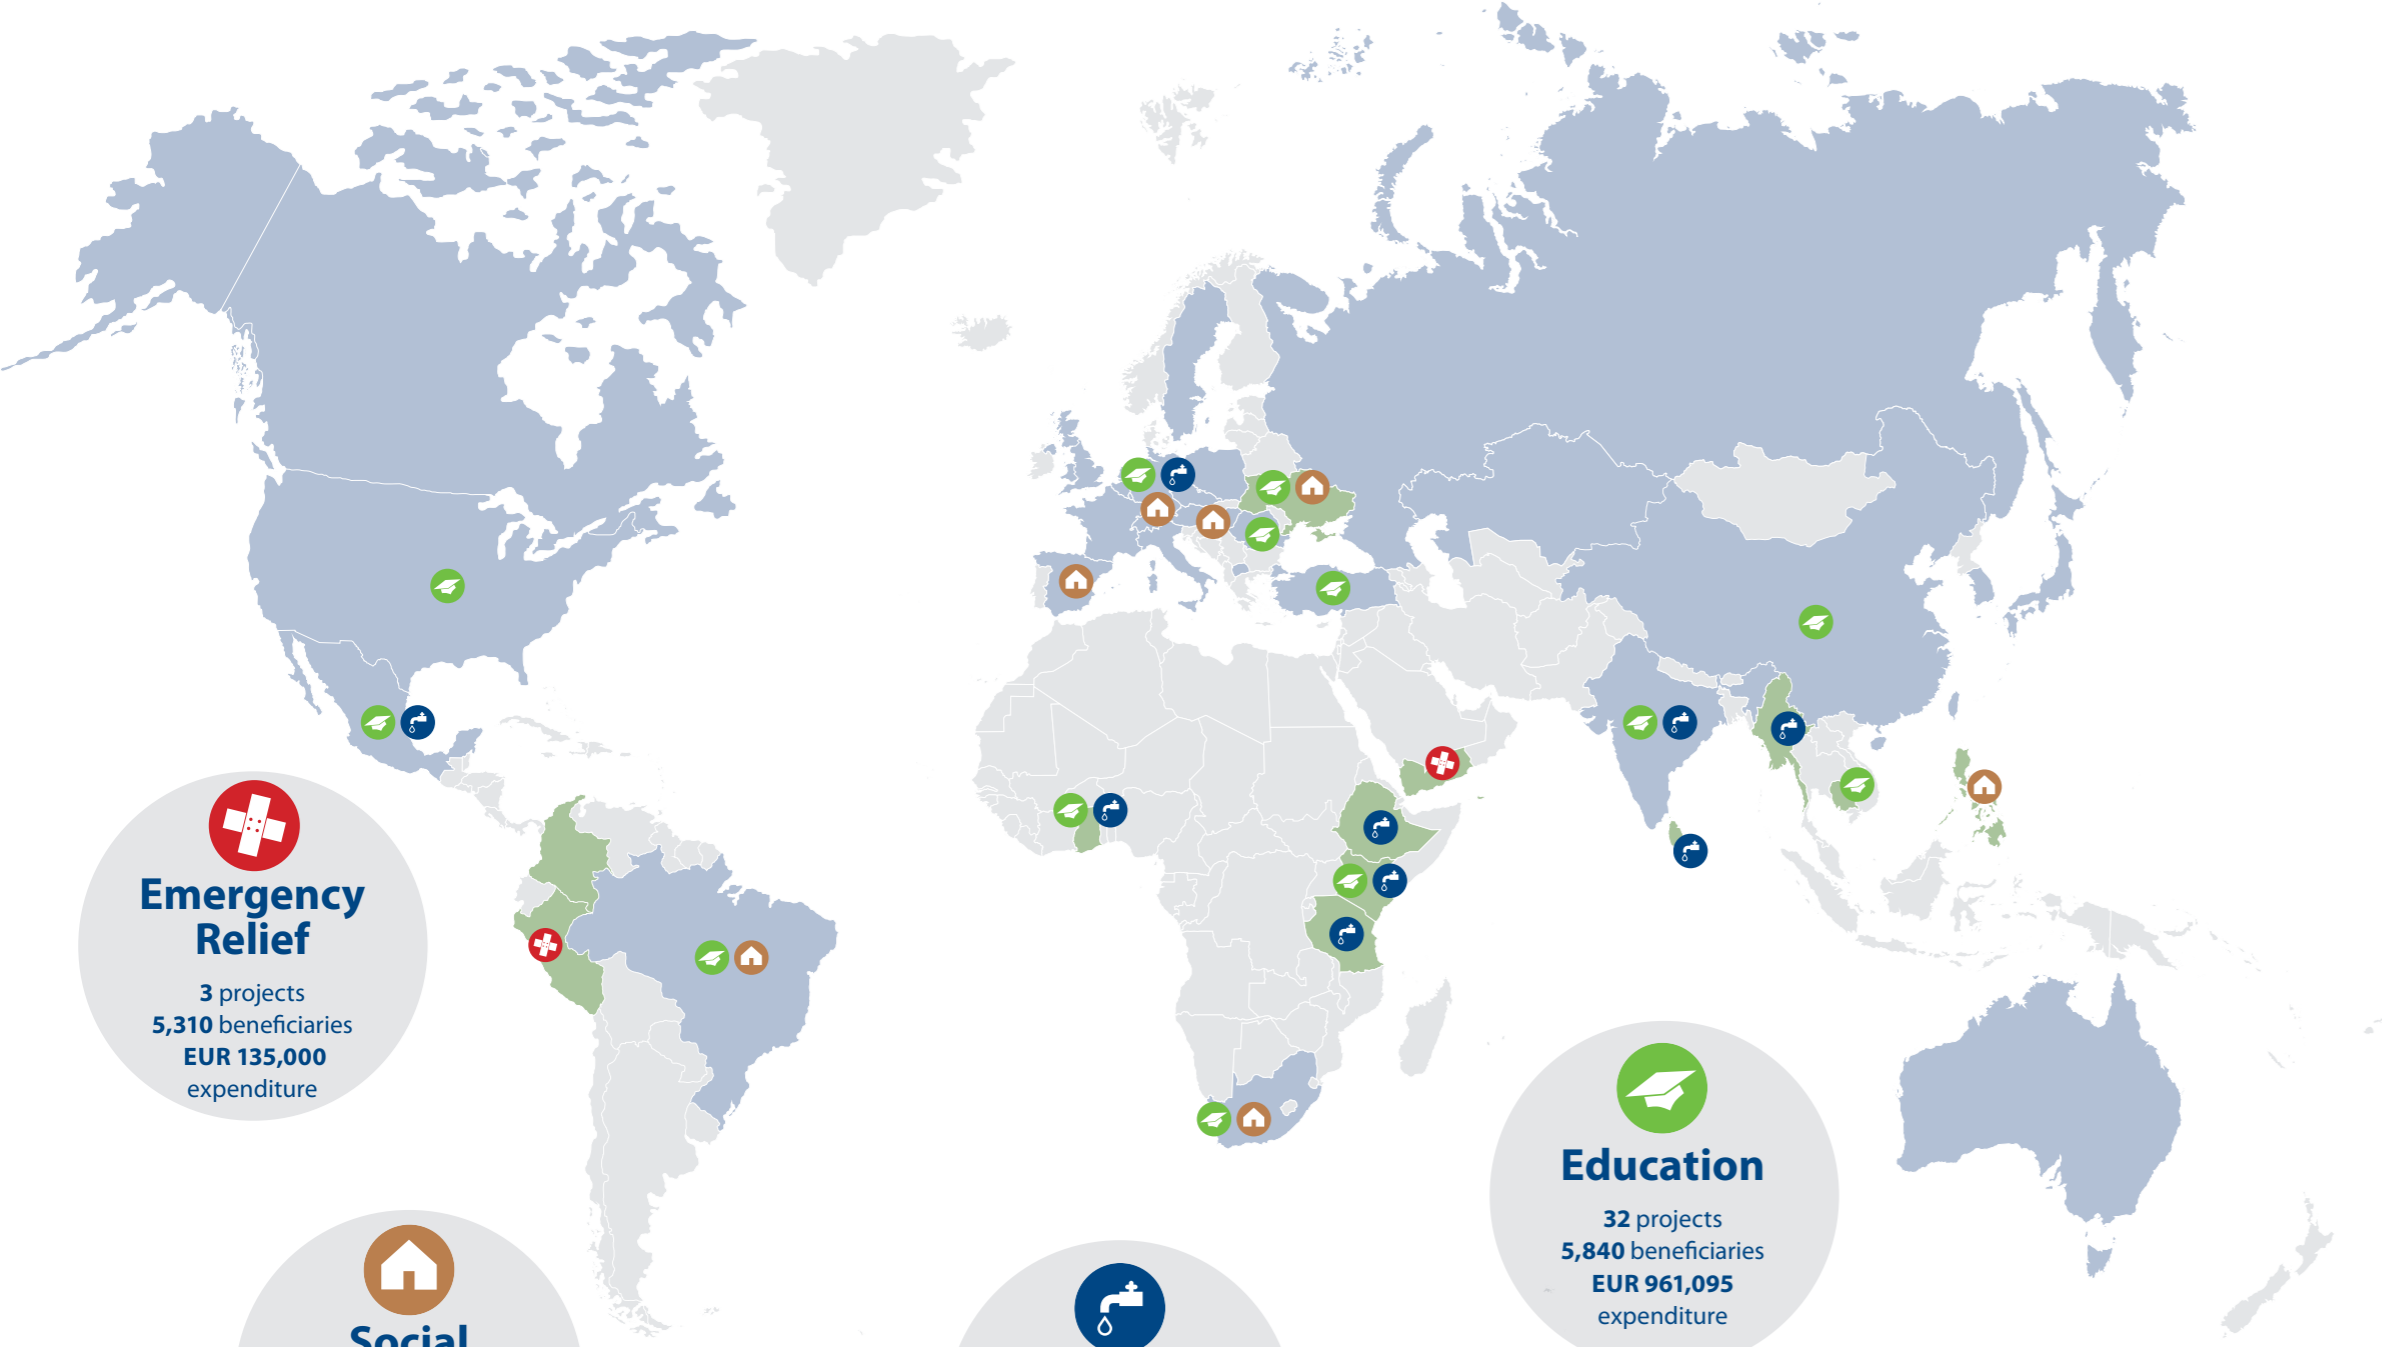 Emergency
Relief
3 projects
5,310 beneficiaries
EUR 135,000
expenditure
Education
32 projects
5,840 beneficiaries
EUR 961,095
expenditure
Social